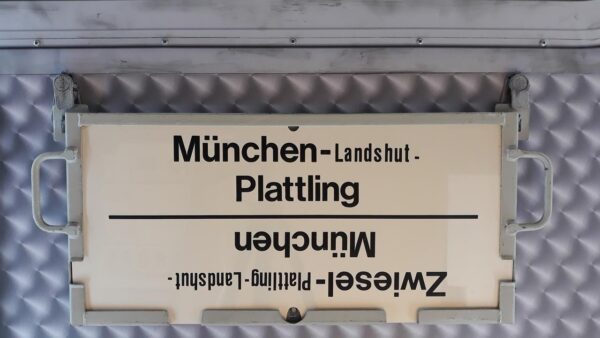 München-Landshut-
Plattling
Zwiesel-Plattling-Landshut-
München